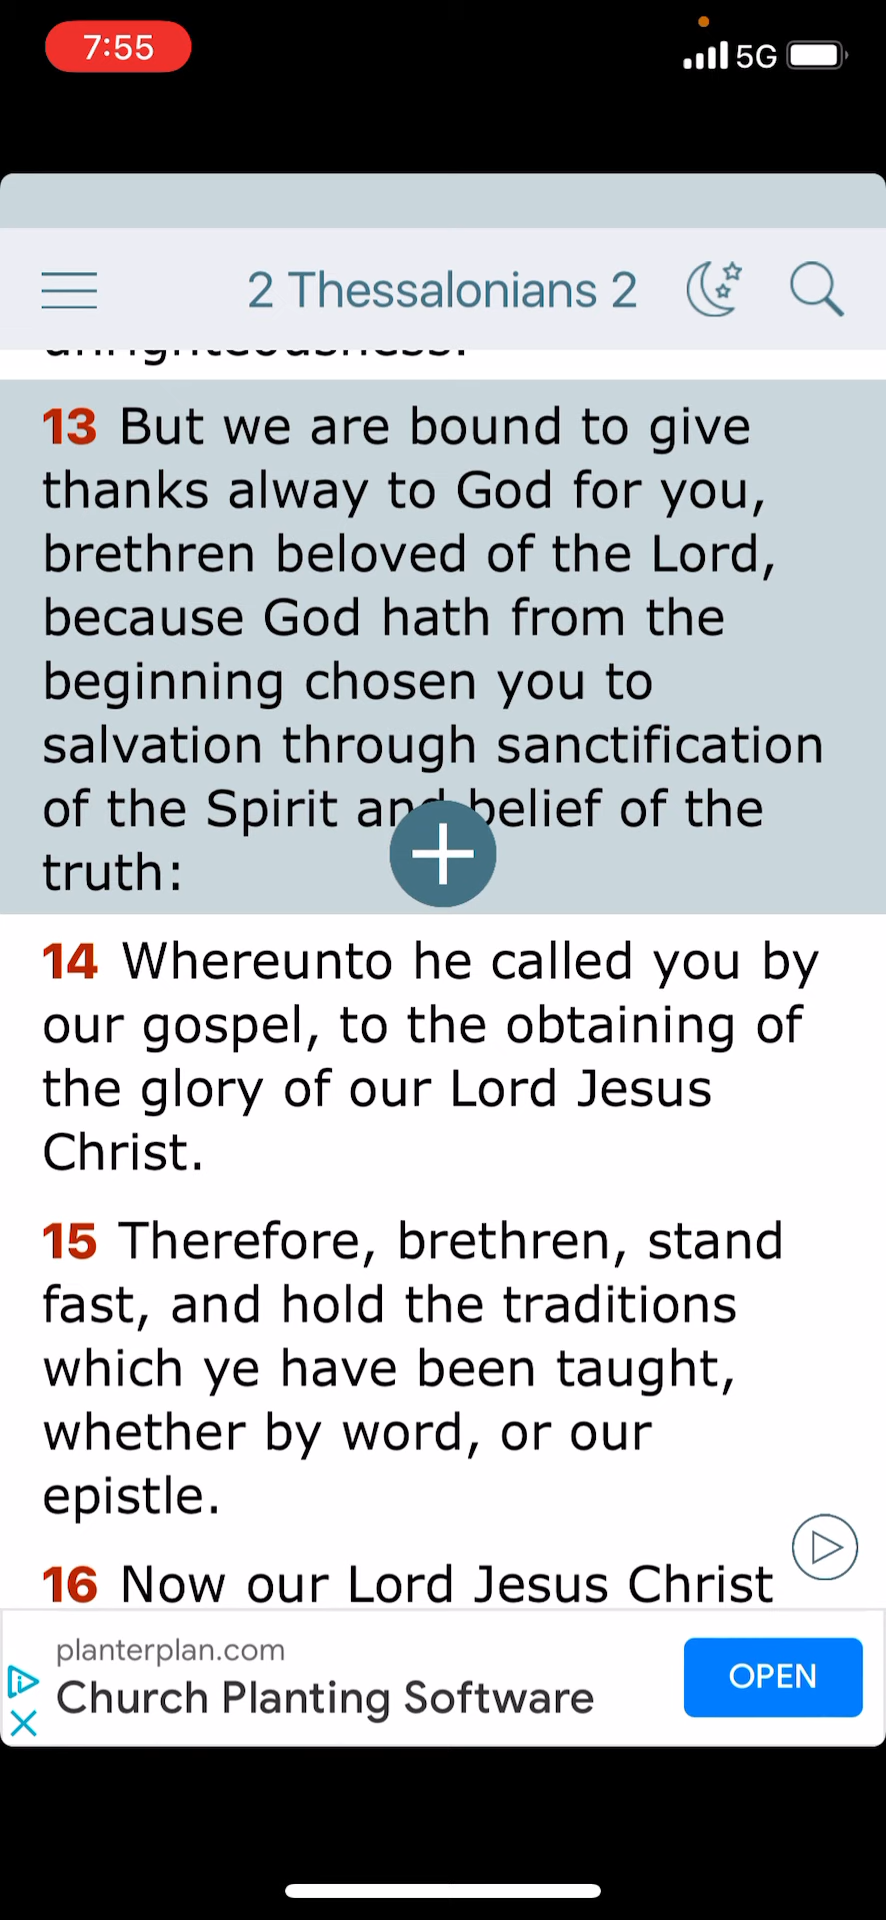 7:55
5G
2 Thessalonians 2
unrighteousness.
13 But we are bound to give
thanks alway to God for you,
brethren beloved of the Lord,
because God hath from the
beginning chosen you to
salvation through sanctification
of the Spirit and belief of the
truth:
14 Whereunto he called you by
our gospel, to the obtaining of
the glory of our Lord Jesus
Christ.
15 Therefore, brethren, stand
fast, and hold the traditions
which ye have been taught,
whether by word, or our
epistle.
16 Now our Lord Jesus Christ
planterplan.com
Church Planting Software
OPEN